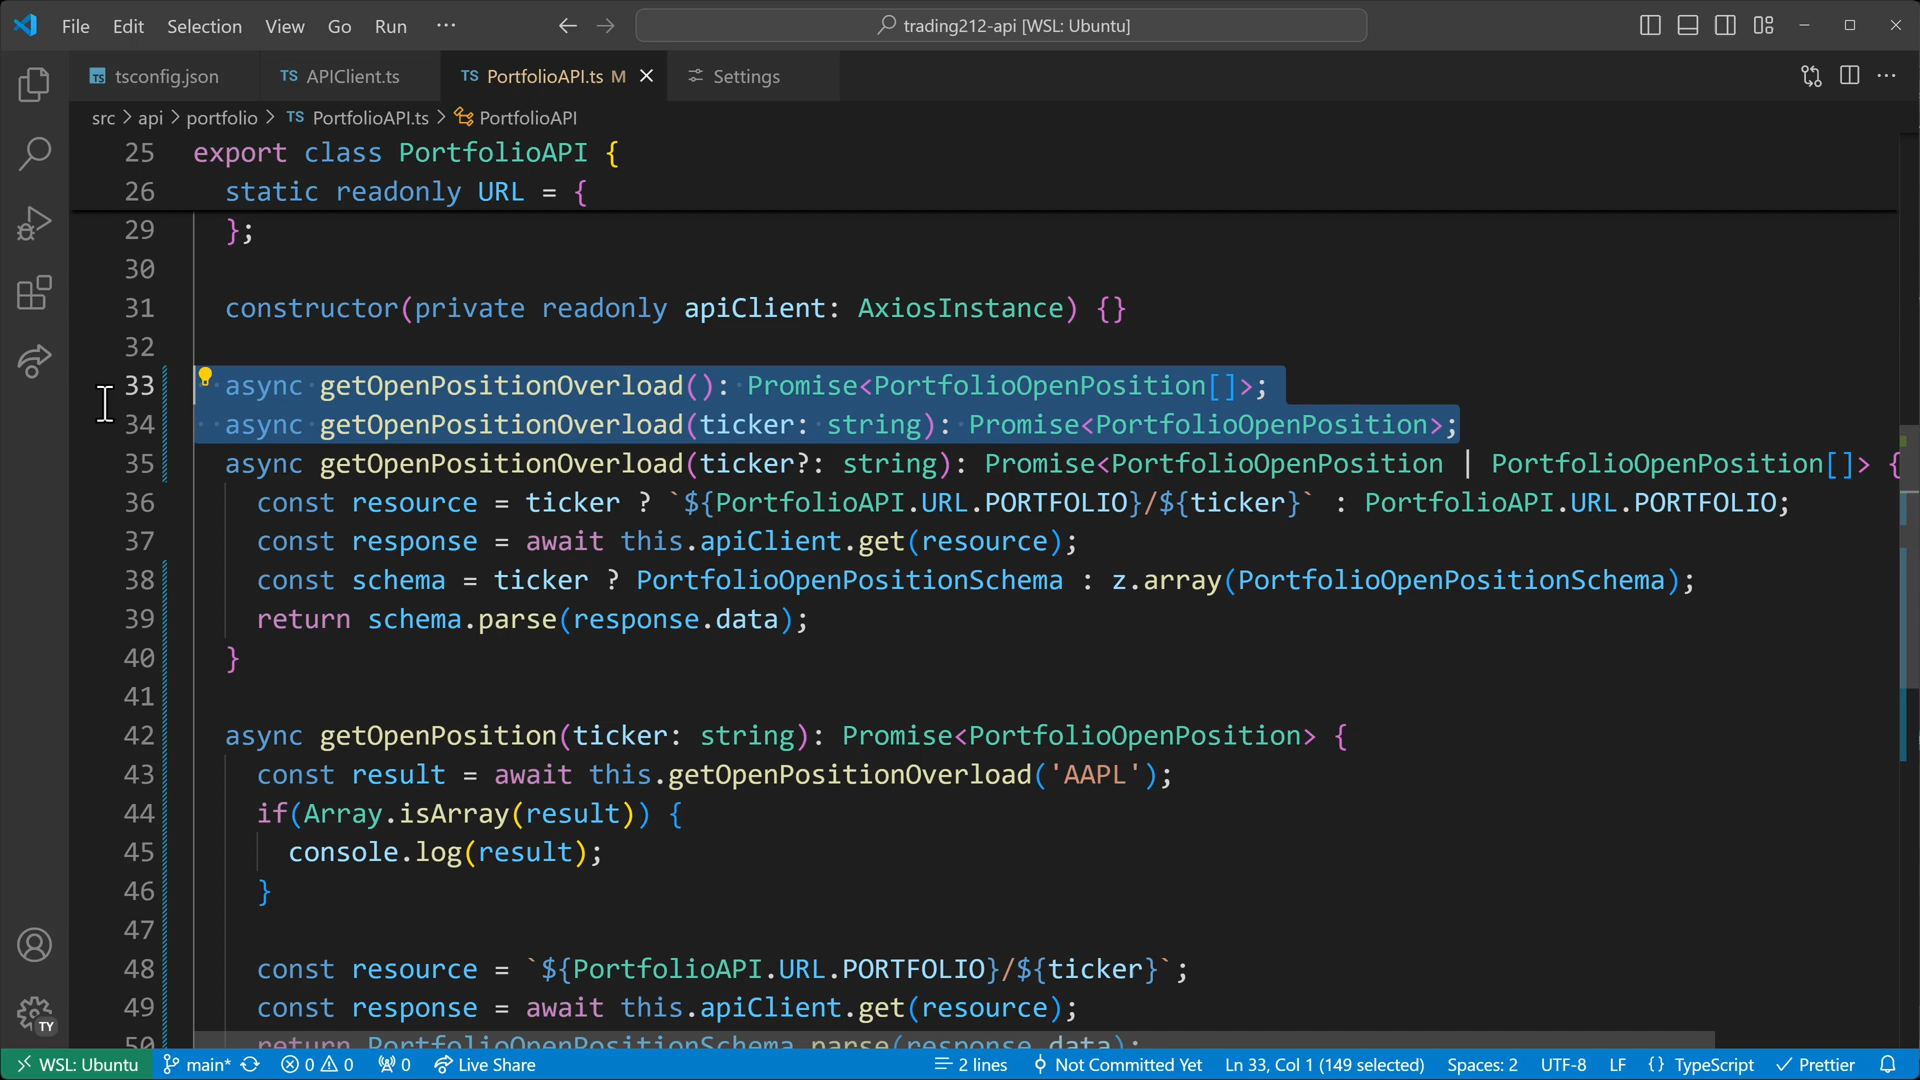 File Edit Selection View Go Run ··· trading212-api [WSL: Ubuntu]
TS tsconfig.json TS APIClient.ts TS PortfolioAPI.ts M Settings
src > api > portfolio > TS PortfolioAPI.ts > PortfolioAPI
25 export class PortfolioAPI {
26 static readonly URL = {
29 };
30
31 constructor(private readonly apiClient: AxiosInstance) {}
32
33 async getOpenPositionOverload(): Promise<PortfolioOpenPosition[]>;
34 async getOpenPositionOverload(ticker: string): Promise<PortfolioOpenPosition>;
35 async getOpenPositionOverload(ticker?: string): Promise<PortfolioOpenPosition | PortfolioOpenPosition[]> {
36 const resource = ticker ? `${PortfolioAPI.URL.PORTFOLIO}/${ticker}` : PortfolioAPI.URL.PORTFOLIO;
37 const response = await this.apiClient.get(resource);
38 const schema = ticker ? PortfolioOpenPositionSchema : z.array(PortfolioOpenPositionSchema);
39 return schema.parse(response.data);
40 }
41
42 async getOpenPosition(ticker: string): Promise<PortfolioOpenPosition> {
43 const result = await this.getOpenPositionOverload('AAPL');
44 if(Array.isArray(result)) {
45 console.log(result);
46 }
47
48 const resource = `${PortfolioAPI.URL.PORTFOLIO}/${ticker}`;
49 const response = await this.apiClient.get(resource);
50 return PortfolioOpenPositionSchema.parse(response.data);
TY
WSL: Ubuntu main* 0 0 0 Live Share 2 lines Not Committed Yet Ln 33, Col 1 (149 selected) Spaces: 2 UTF-8 LF {} TypeScript Prettier